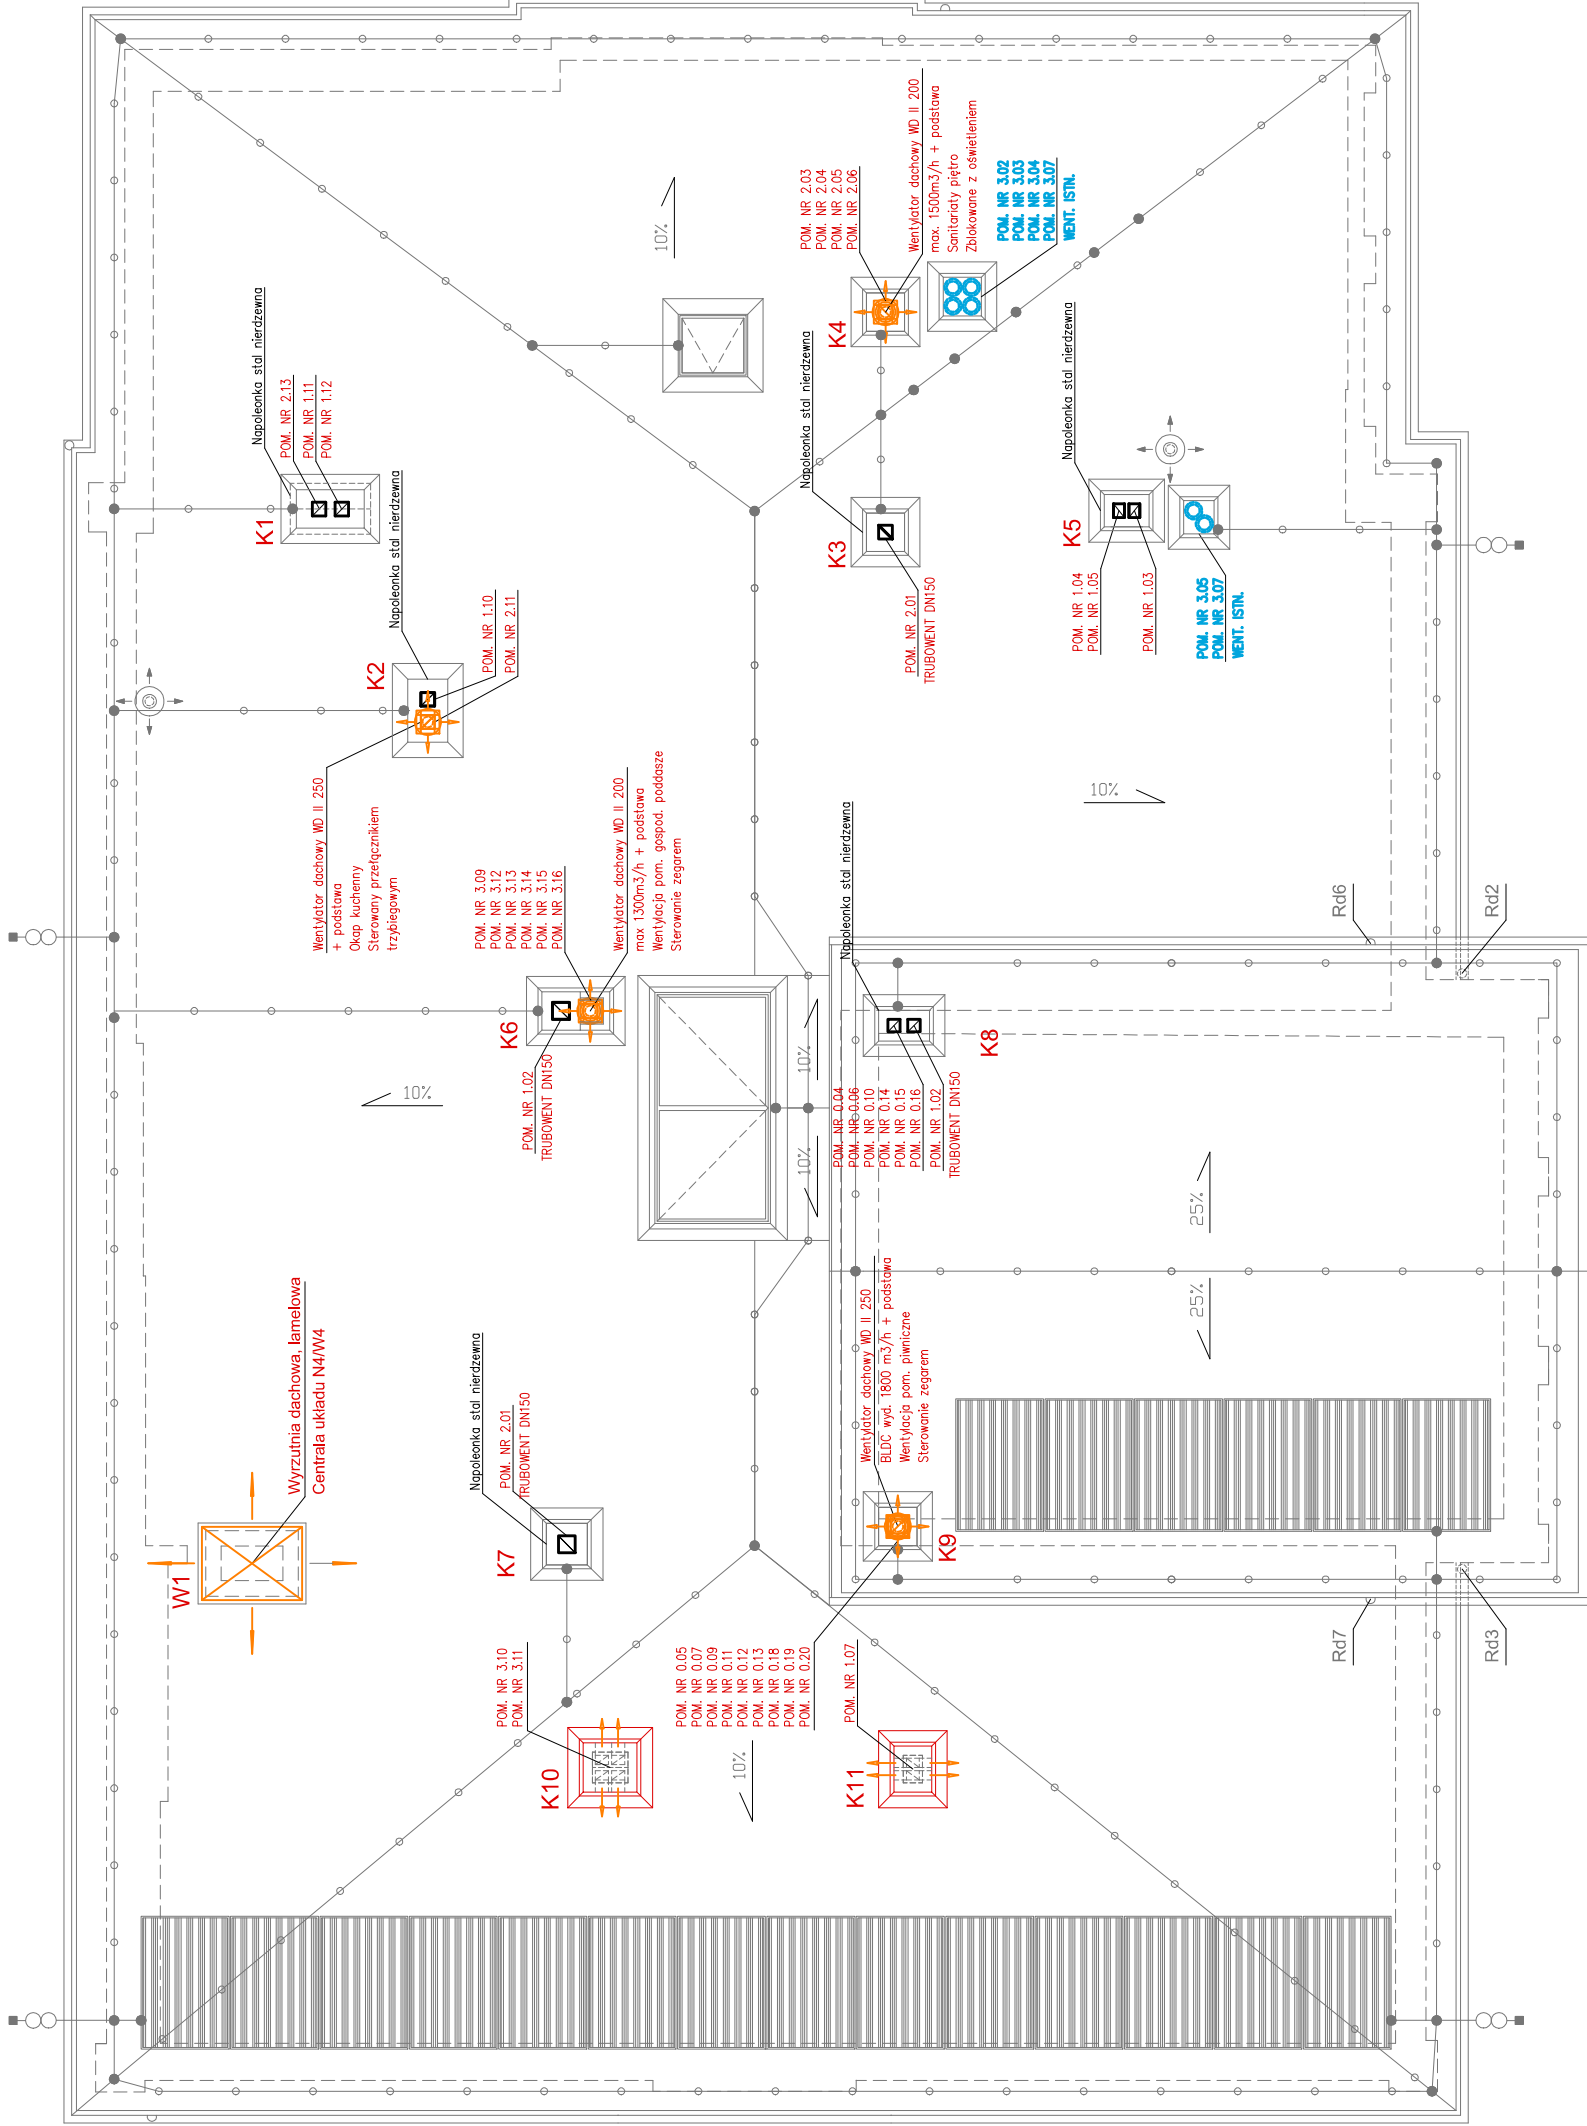 Wyrzutnia dachowa, lamelowa
Centrala układu N4/W4
W1
Wentylator dachowy WD II 250
+ podstawa
Okap kuchenny
Sterowany przełącznikiem
trzybiegowym
K2
Napoleonka stal nierdzewna
POM. NR 1.10
POM. NR 2.11
K1
Napoleonka stal nierdzewna
POM. NR 2.13
POM. NR 1.11
POM. NR 1.12
10%
K7
Napoleonka stal nierdzewna
POM. NR 2.01
TRUBOWENT DN150
K6
POM. NR 1.02
TRUBOWENT DN150
POM. NR 3.09
POM. NR 3.12
POM. NR 3.13
POM. NR 3.14
POM. NR 3.15
POM. NR 3.16
Wentylator dachowy WD II 200
max 1300m3/h + podstawa
Wentylacja pom. gospod. poddasze
Sterowanie zegarem
10%
K10
POM. NR 3.10
POM. NR 3.11
POM. NR 0.05
POM. NR 0.07
POM. NR 0.09
POM. NR 0.11
POM. NR 0.12
POM. NR 0.13
POM. NR 0.18
POM. NR 0.19
POM. NR 0.20
10%
10%
10%
K11
POM. NR 1.07
K9
Wentylator dachowy WD II 250
BLDC wyd. 1800 m3/h + podstawa
Wentylacja pom. piwniczne
Sterowanie zegarem
POM. NR 0.04
POM. NR 0.06
POM. NR 0.10
POM. NR 0.14
POM. NR 0.15
POM. NR 0.16
POM. NR 1.02
TRUBOWENT DN150
K8
Napoleonka stal nierdzewna
K3
Napoleonka stal nierdzewna
POM. NR 2.01
TRUBOWENT DN150
K4
POM. NR 2.03
POM. NR 2.04
POM. NR 2.05
POM. NR 2.06
Wentylator dachowy WD II 200
max. 1500m3/h + podstawa
Sanitariaty piętro
Zblokowane z oświetleniem
POM. NR 3.02
POM. NR 3.03
POM. NR 3.04
POM. NR 3.07
WENT. ISTN.
K5
Napoleonka stal nierdzewna
POM. NR 1.04
POM. NR 1.05
POM. NR 1.03
POM. NR 3.05
POM. NR 3.07
WENT. ISTN.
10%
25%
25%
Rd7
Rd6
Rd3
Rd2